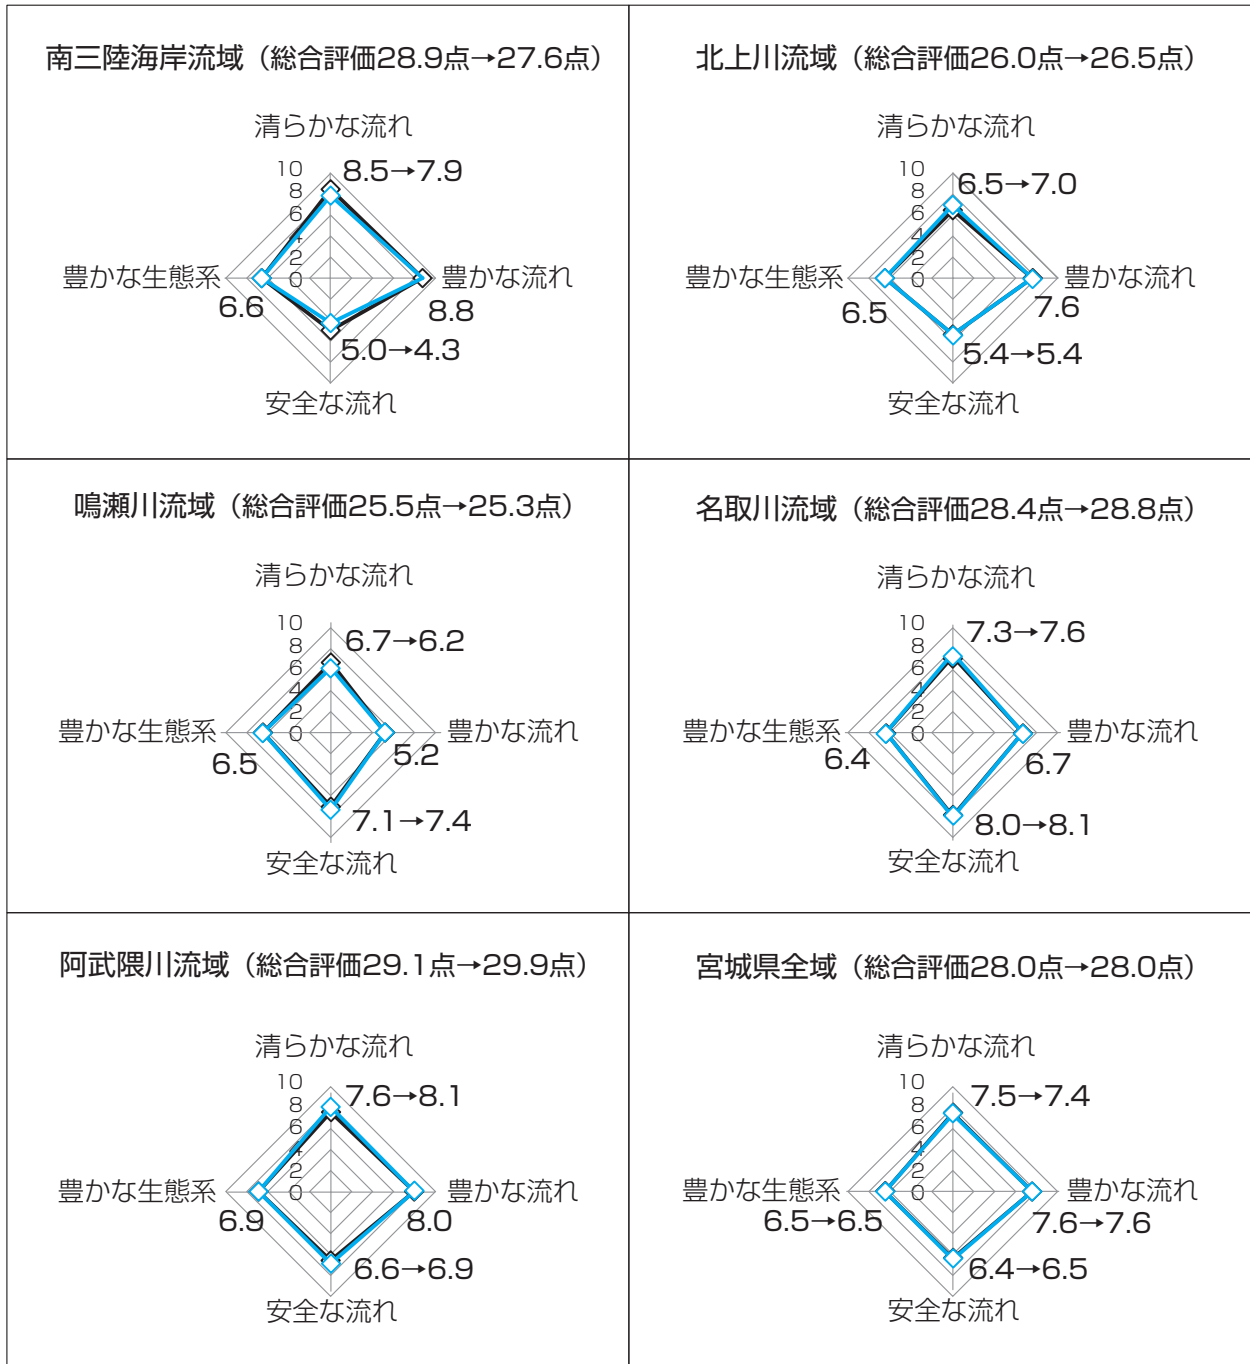 南三陸海岸流域（総合評価28.9点→27.6点）
清らかな流れ
10
8
6
4
2
0
8.5→7.9
豊かな生態系
6.6
豊かな流れ
8.8
5.0→4.3
安全な流れ
北上川流域（総合評価26.0点→26.5点）
清らかな流れ
10
8
6
4
2
0
6.5→7.0
豊かな生態系
6.5
豊かな流れ
7.6
5.4→5.4
安全な流れ
鳴瀬川流域（総合評価25.5点→25.3点）
清らかな流れ
10
8
6
4
2
0
6.7→6.2
豊かな生態系
6.5
豊かな流れ
5.2
7.1→7.4
安全な流れ
名取川流域（総合評価28.4点→28.8点）
清らかな流れ
10
8
6
4
2
0
7.3→7.6
豊かな生態系
6.4
豊かな流れ
6.7
8.0→8.1
安全な流れ
阿武隈川流域（総合評価29.1点→29.9点）
清らかな流れ
10
8
6
4
2
0
7.6→8.1
豊かな生態系
6.9
豊かな流れ
8.0
6.6→6.9
安全な流れ
宮城県全域（総合評価28.0点→28.0点）
清らかな流れ
10
8
6
4
2
0
7.5→7.4
豊かな生態系
6.5→6.5
豊かな流れ
7.6→7.6
6.4→6.5
安全な流れ